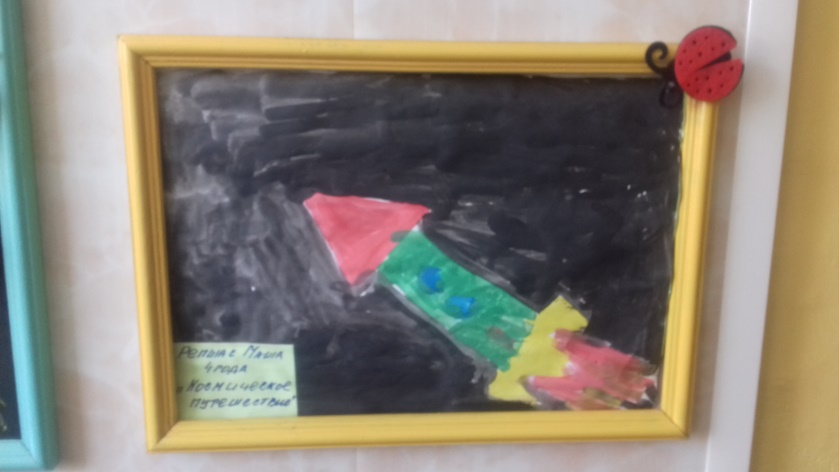 Маша
4 года
"Космическое
путешествие"